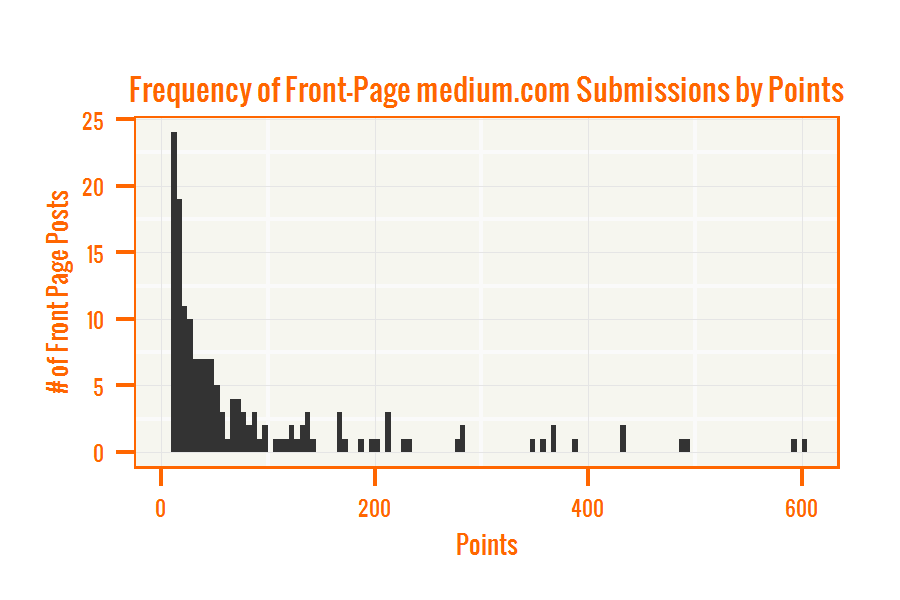 Frequency of Front-Page medium.com Submissions by Points
25
20
15
10
5
0
# of Front Page Posts
0 200 400 600
Points